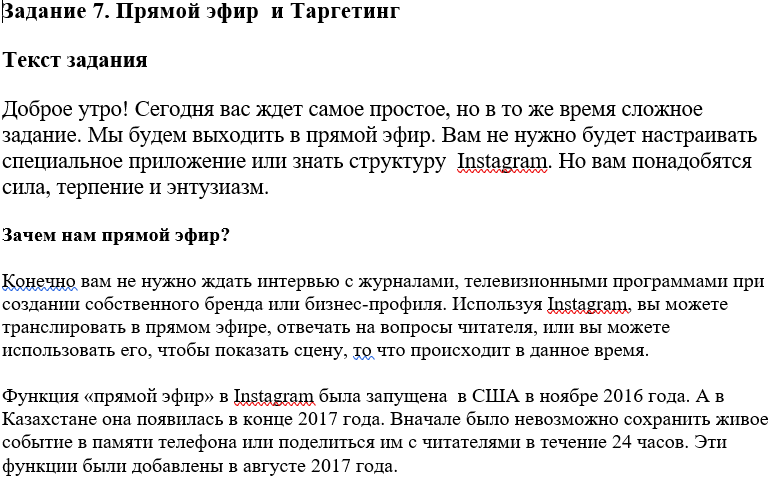 Задание 7. Прямой эфир  и Таргетинг
Текст задания
Доброе утро! Сегодня вас ждет самое простое, но в то же время сложное
задание. Мы будем выходить в прямой эфир. Вам не нужно будет настраивать
специальное приложение или знать структуру  Instagram. Но вам понадобятся
сила, терпение и энтузиазм.
Зачем нам прямой эфир?
Конечно вам не нужно ждать интервью с журналами, телевизионными программами при
создании собственного бренда или бизнес-профиля. Используя Instagram, вы можете
транслировать в прямом эфире, отвечать на вопросы читателя, или вы можете
использовать его, чтобы показать сцену, то что происходит в данное время.
Функция «прямой эфир» в Instagram была запущена  в США в ноябре 2016 года. А в
Казахстане она появилась в конце 2017 года. Вначале было невозможно сохранить живое
событие в памяти телефона или поделиться им с читателями в течение 24 часов. Эти
функции были добавлены в августе 2017 года.